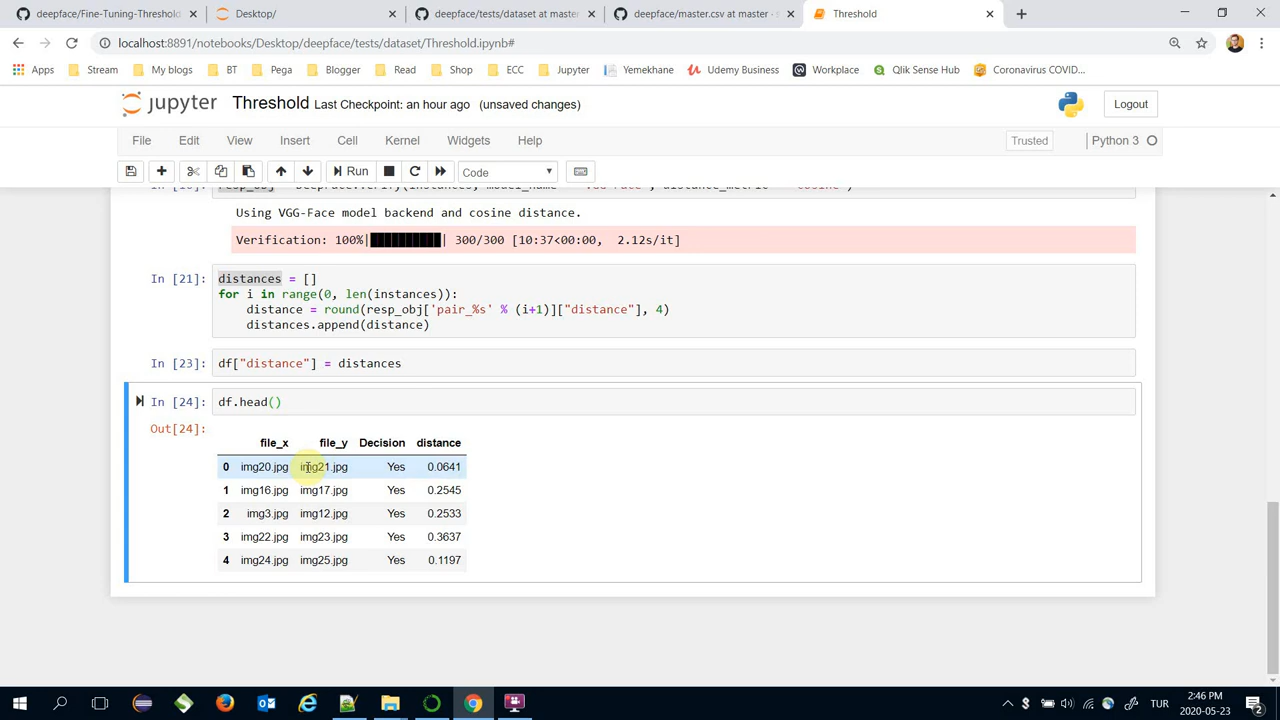 deepface/Fine-Tuning-Threshold
Desktop/
deepface/tests/dataset at master
deepface/master.csv at master
Threshold
localhost:8891/notebooks/Desktop/deepface/tests/dataset/Threshold.ipynb#
Apps Stream My blogs BT Pega Blogger Read Shop ECC Jupyter Yemekhane Udemy Business Workplace Qlik Sense Hub Coronavirus COVID...
jupyter Threshold Last Checkpoint: an hour ago (unsaved changes) Logout
File Edit View Insert Cell Kernel Widgets Help Trusted Python 3
Run Code
Using VGG-Face model backend and cosine distance.
Verification: 100%| | 300/300 [10:37<00:00, 2.12s/it]
In [21]: distances = []
for i in range(0, len(instances)):
distance = round(resp_obj['pair_%s' % (i+1)]["distance"], 4)
distances.append(distance)
In [23]: df["distance"] = distances
In [24]: df.head()
Out[24]:
file_x file_y Decision distance
0 img20.jpg img21.jpg Yes 0.0641
1 img16.jpg img17.jpg Yes 0.2545
2 img3.jpg img12.jpg Yes 0.2533
3 img22.jpg img23.jpg Yes 0.3637
4 img24.jpg img25.jpg Yes 0.1197
TUR
2:46 PM
2020-05-23
2